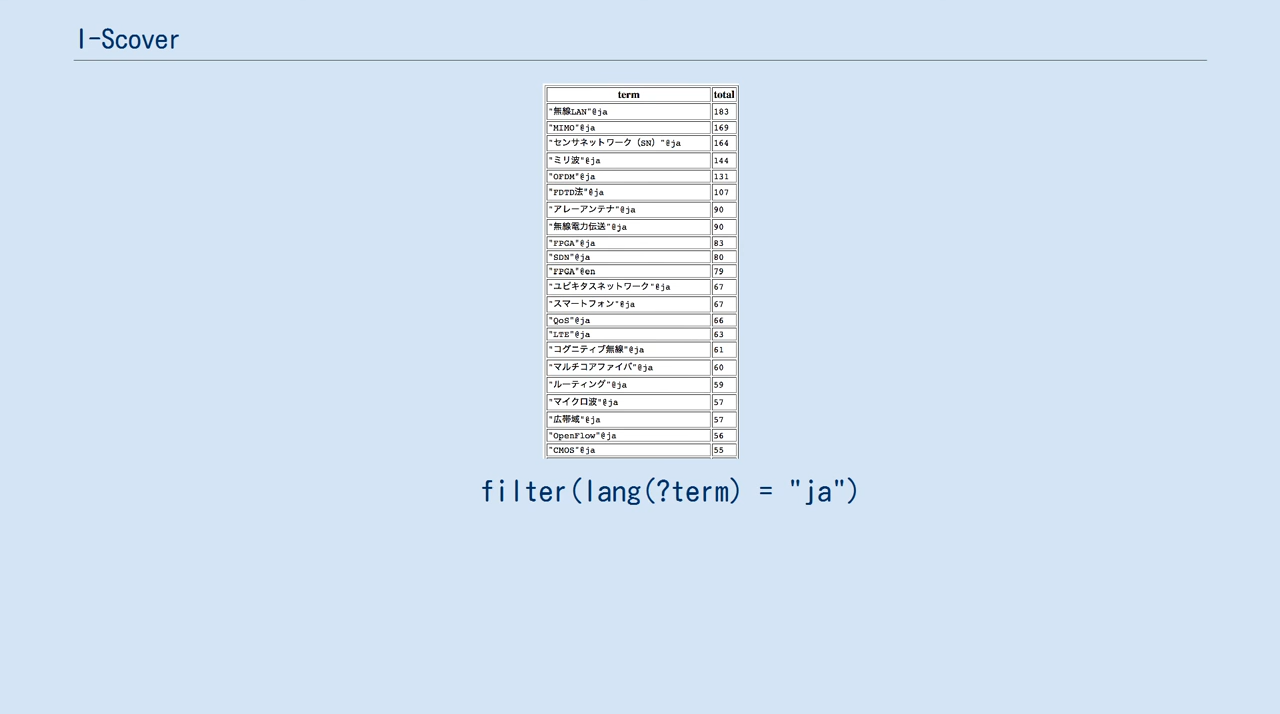 I-Scover
term total
"無線LAN"@ja 183
"MIMO"@ja 169
"センサネットワーク（SN）"@ja 164
"ミリ波"@ja 144
"OFDM"@ja 131
"FDTD法"@ja 107
"アレーアンテナ"@ja 90
"無線電力伝送"@ja 90
"FPGA"@ja 83
"SDN"@ja 80
"FPGA"@en 79
"ユビキタスネットワーク"@ja 67
"スマートフォン"@ja 67
"QoS"@ja 66
"LTE"@ja 63
"コグニティブ無線"@ja 61
"マルチコアファイバ"@ja 60
"ルーティング"@ja 59
"マイクロ波"@ja 57
"広帯域"@ja 57
"OpenFlow"@ja 56
"CMOS"@ja 55
filter(lang(?term) = "ja")